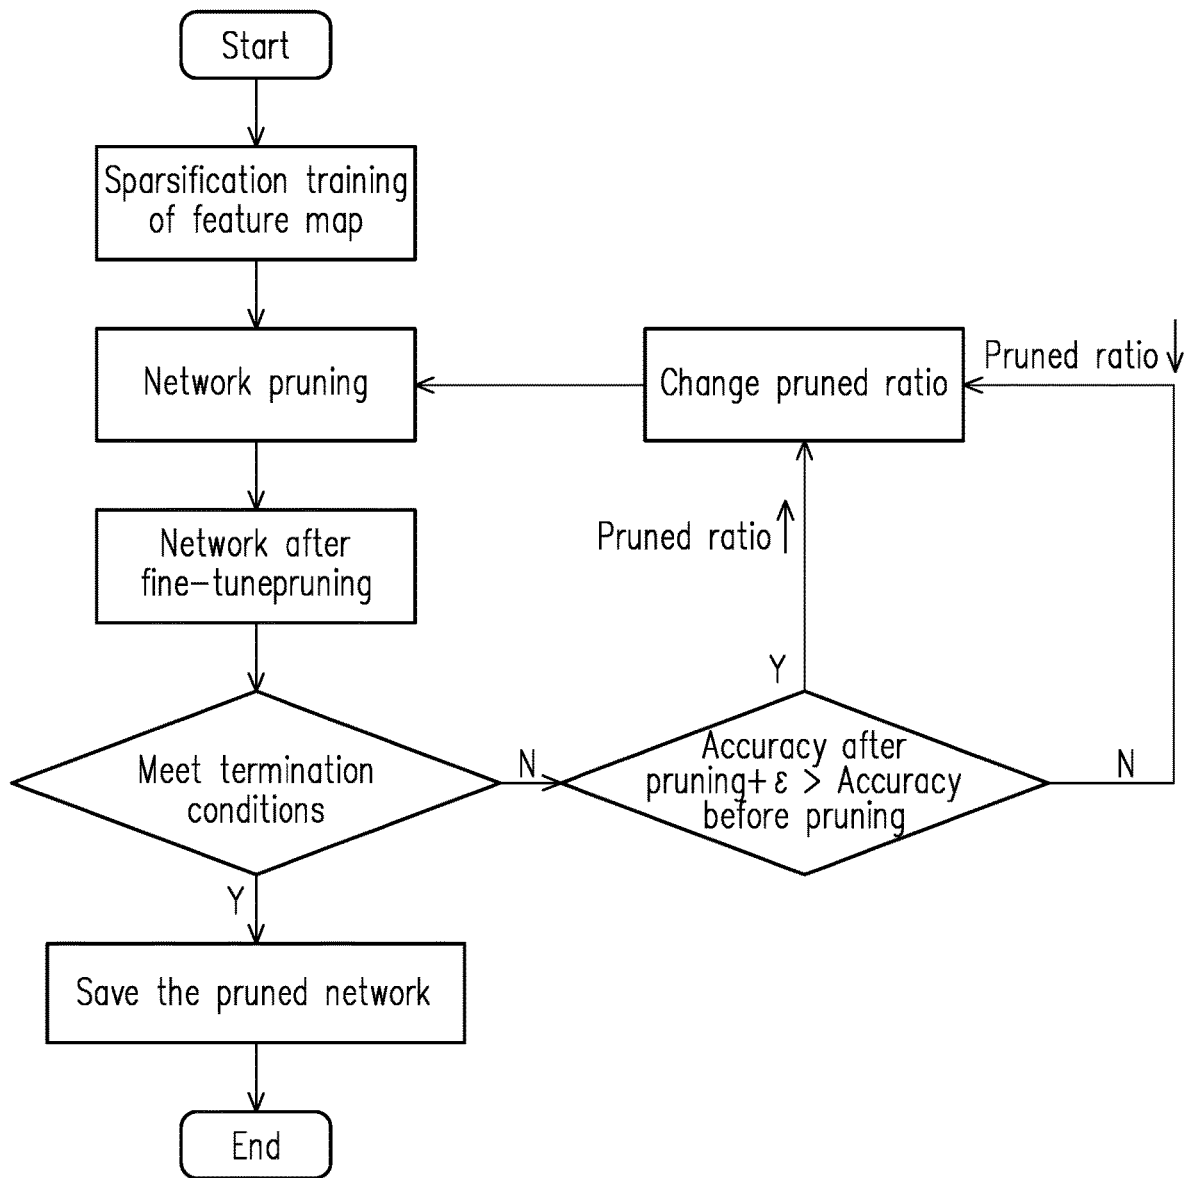 Start
Sparsification training
of feature map
Network pruning
Change pruned ratio
Pruned ratio↓
Network after
fine-tunepruning
Pruned ratio↑
Y
Meet termination
conditions
N
Accuracy after
pruning+ ε > Accuracy
before pruning
N
Y
Save the pruned network
End